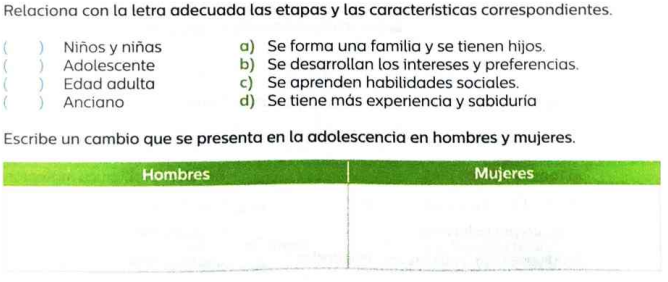 Relaciona con la letra adecuada las etapas y las características correspondientes.
( ) Niños y niñas a) Se forma una familia y se tienen hijos.
( ) Adolescente b) Se desarrollan los intereses y preferencias.
( ) Edad adulta c) Se aprenden habilidades sociales.
( ) Anciano d) Se tiene más experiencia y sabiduría
Escribe un cambio que se presenta en la adolescencia en hombres y mujeres.
Hombres Mujeres